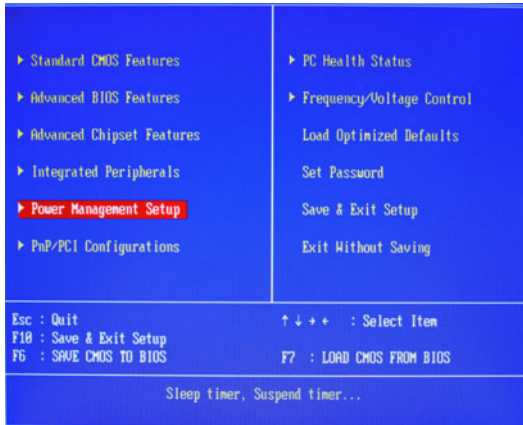 Standard CMOS Features
Advanced BIOS Features
Advanced Chipset Features
Integrated Peripherals
Power Management Setup
PnP/PCI Configurations
PC Health Status
Frequency/Voltage Control
Load Optimized Defaults
Set Password
Save & Exit Setup
Exit Without Saving
Esc : Quit
F10 : Save & Exit Setup
F6 : SAVE CMOS TO BIOS
↑ ↓ → ← : Select Item
F7 : LOAD CMOS FROM BIOS
Sleep timer, Suspend timer...